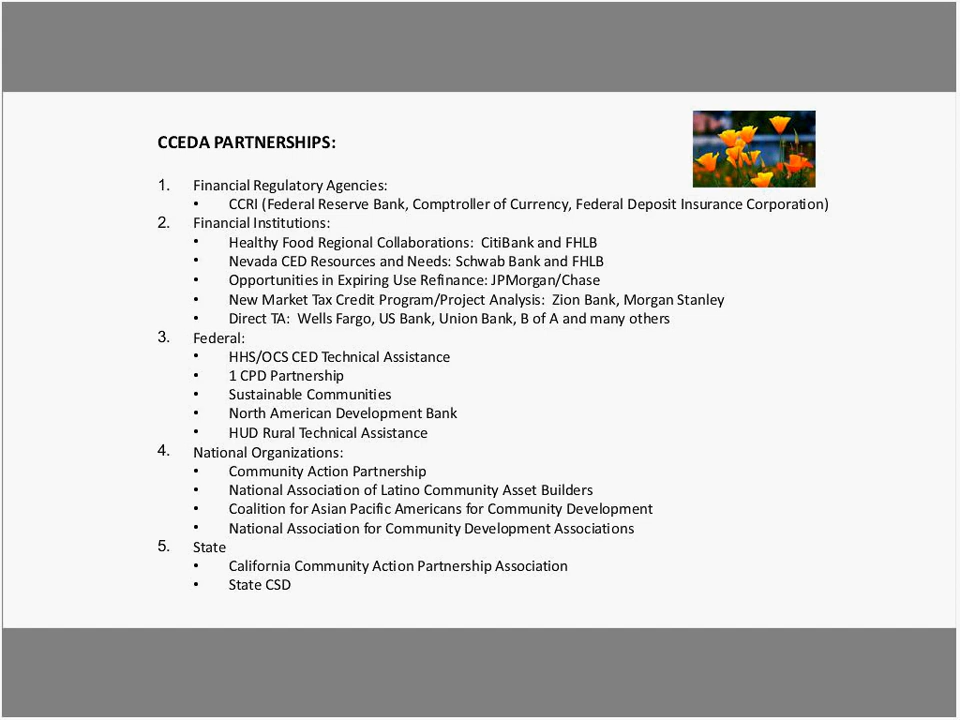 CCEDA PARTNERSHIPS:
1. Financial Regulatory Agencies:
• CCRI (Federal Reserve Bank, Comptroller of Currency, Federal Deposit Insurance Corporation)
2. Financial Institutions:
• Healthy Food Regional Collaborations: CitiBank and FHLB
• Nevada CED Resources and Needs: Schwab Bank and FHLB
• Opportunities in Expiring Use Refinance: JPMorgan/Chase
• New Market Tax Credit Program/Project Analysis: Zion Bank, Morgan Stanley
• Direct TA: Wells Fargo, US Bank, Union Bank, B of A and many others
3. Federal:
• HHS/OCS CED Technical Assistance
• 1 CPD Partnership
• Sustainable Communities
• North American Development Bank
• HUD Rural Technical Assistance
4. National Organizations:
• Community Action Partnership
• National Association of Latino Community Asset Builders
• Coalition for Asian Pacific Americans for Community Development
• National Association for Community Development Associations
5. State
• California Community Action Partnership Association
• State CSD